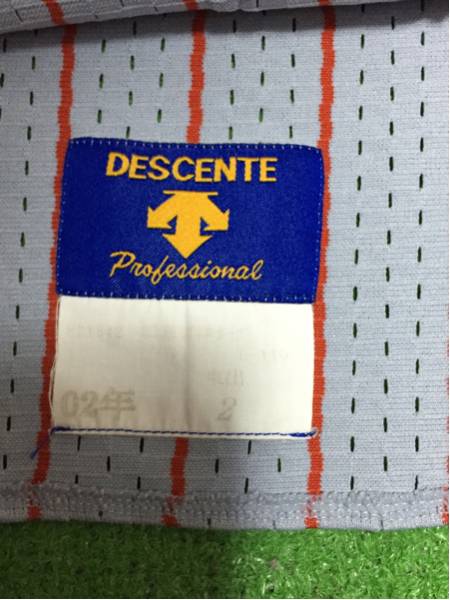 DESCENTE
Professional
02年 2